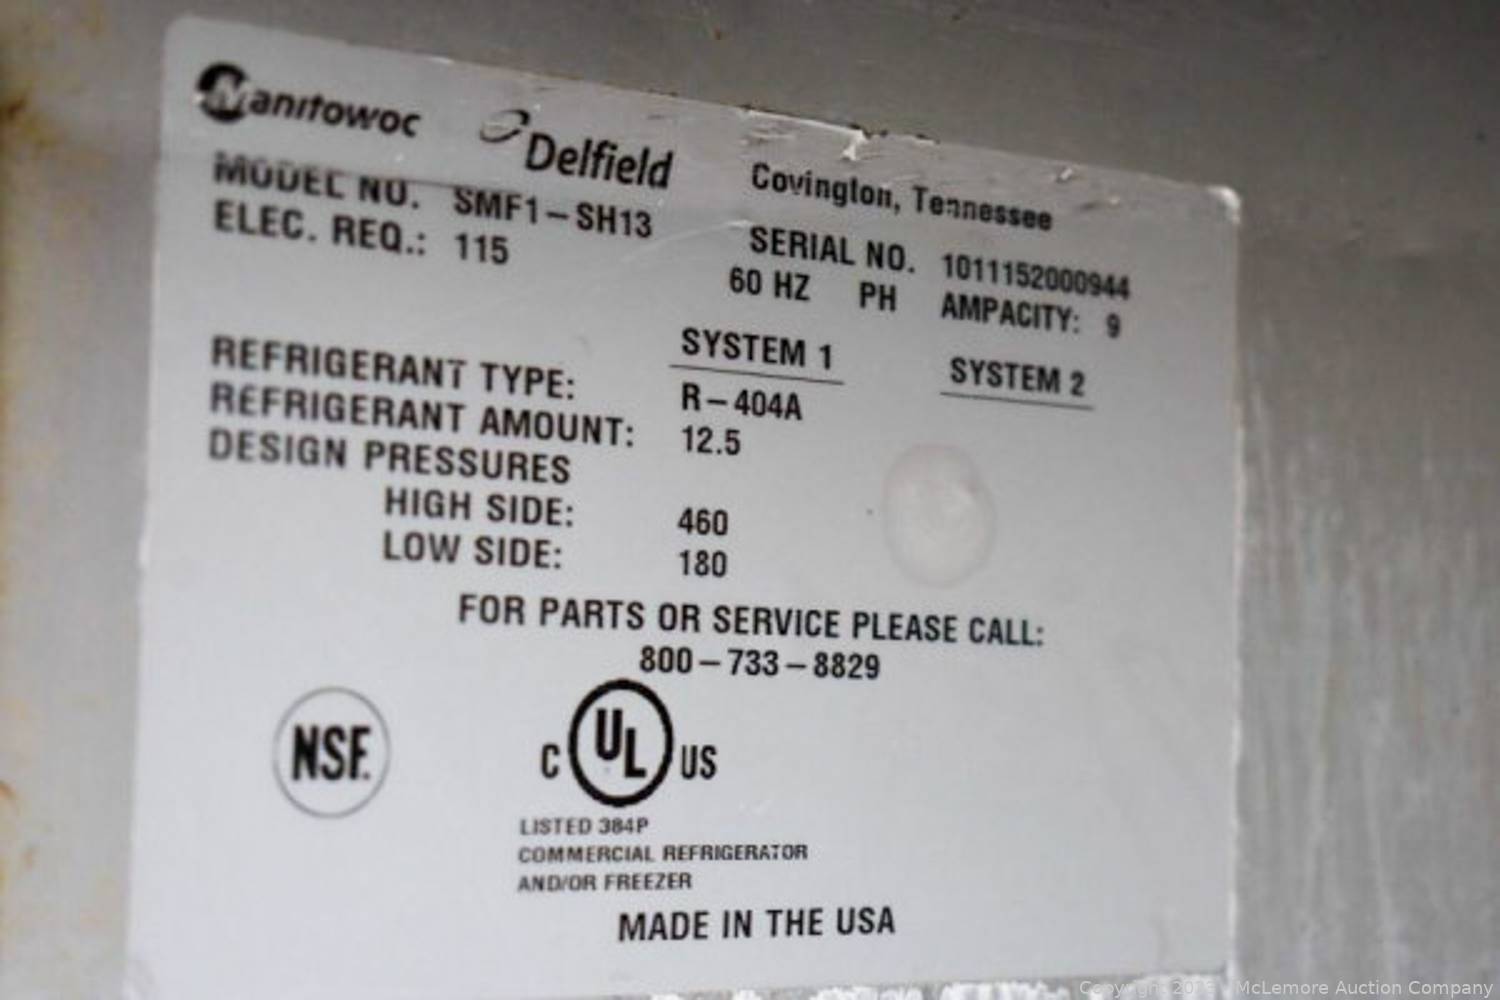 Manitowoc Delfield Covington, Tennessee
MODEL NO. SMF1-SH13 SERIAL NO. 1011152000944
ELEC. REQ.: 115 60 HZ PH AMPACITY: 9
SYSTEM 1 SYSTEM 2
REFRIGERANT TYPE: R-404A
REFRIGERANT AMOUNT: 12.5
DESIGN PRESSURES
HIGH SIDE: 460
LOW SIDE: 180
FOR PARTS OR SERVICE PLEASE CALL:
800-733-8829
NSF.
C UL US
LISTED 384P
COMMERCIAL REFRIGERATOR
AND/OR FREEZER
MADE IN THE USA
Copyright McLemore Auction Company